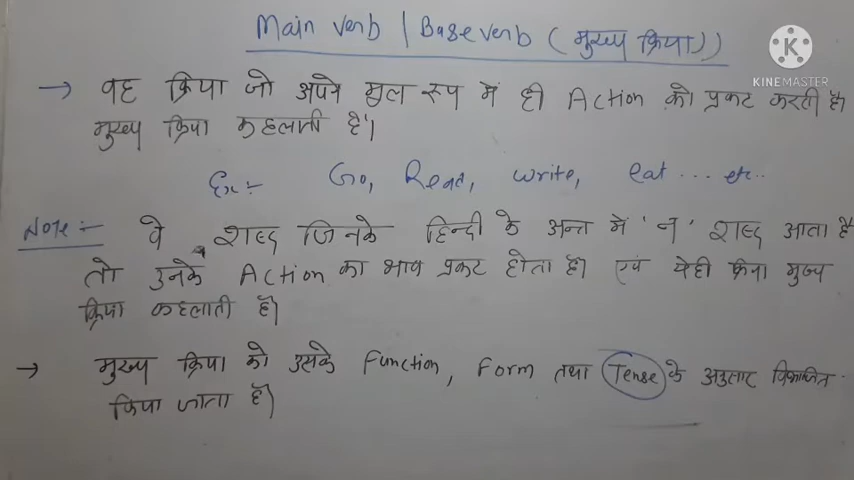 Main verb | Base verb (मुख्य क्रिया)
KINEMASTER
→ वह क्रिया जो अपने मूल रूप में ही Action को प्रकट करती है।
मुख्य क्रिया कहलाती है।
Ex:- Go, Read, write, eat ... etc..
Note:- वे शब्द जिनके हिन्दी के अन्त में 'न' शब्द आता है
तो उनके Action का भाव प्रकट होता है। एवं येही क्रिया मुख्य
क्रिया कहलाती है।
→ मुख्य क्रिया को उसके Function, Form तथा Tense के अनुसार विभाजित
किया जाता है।